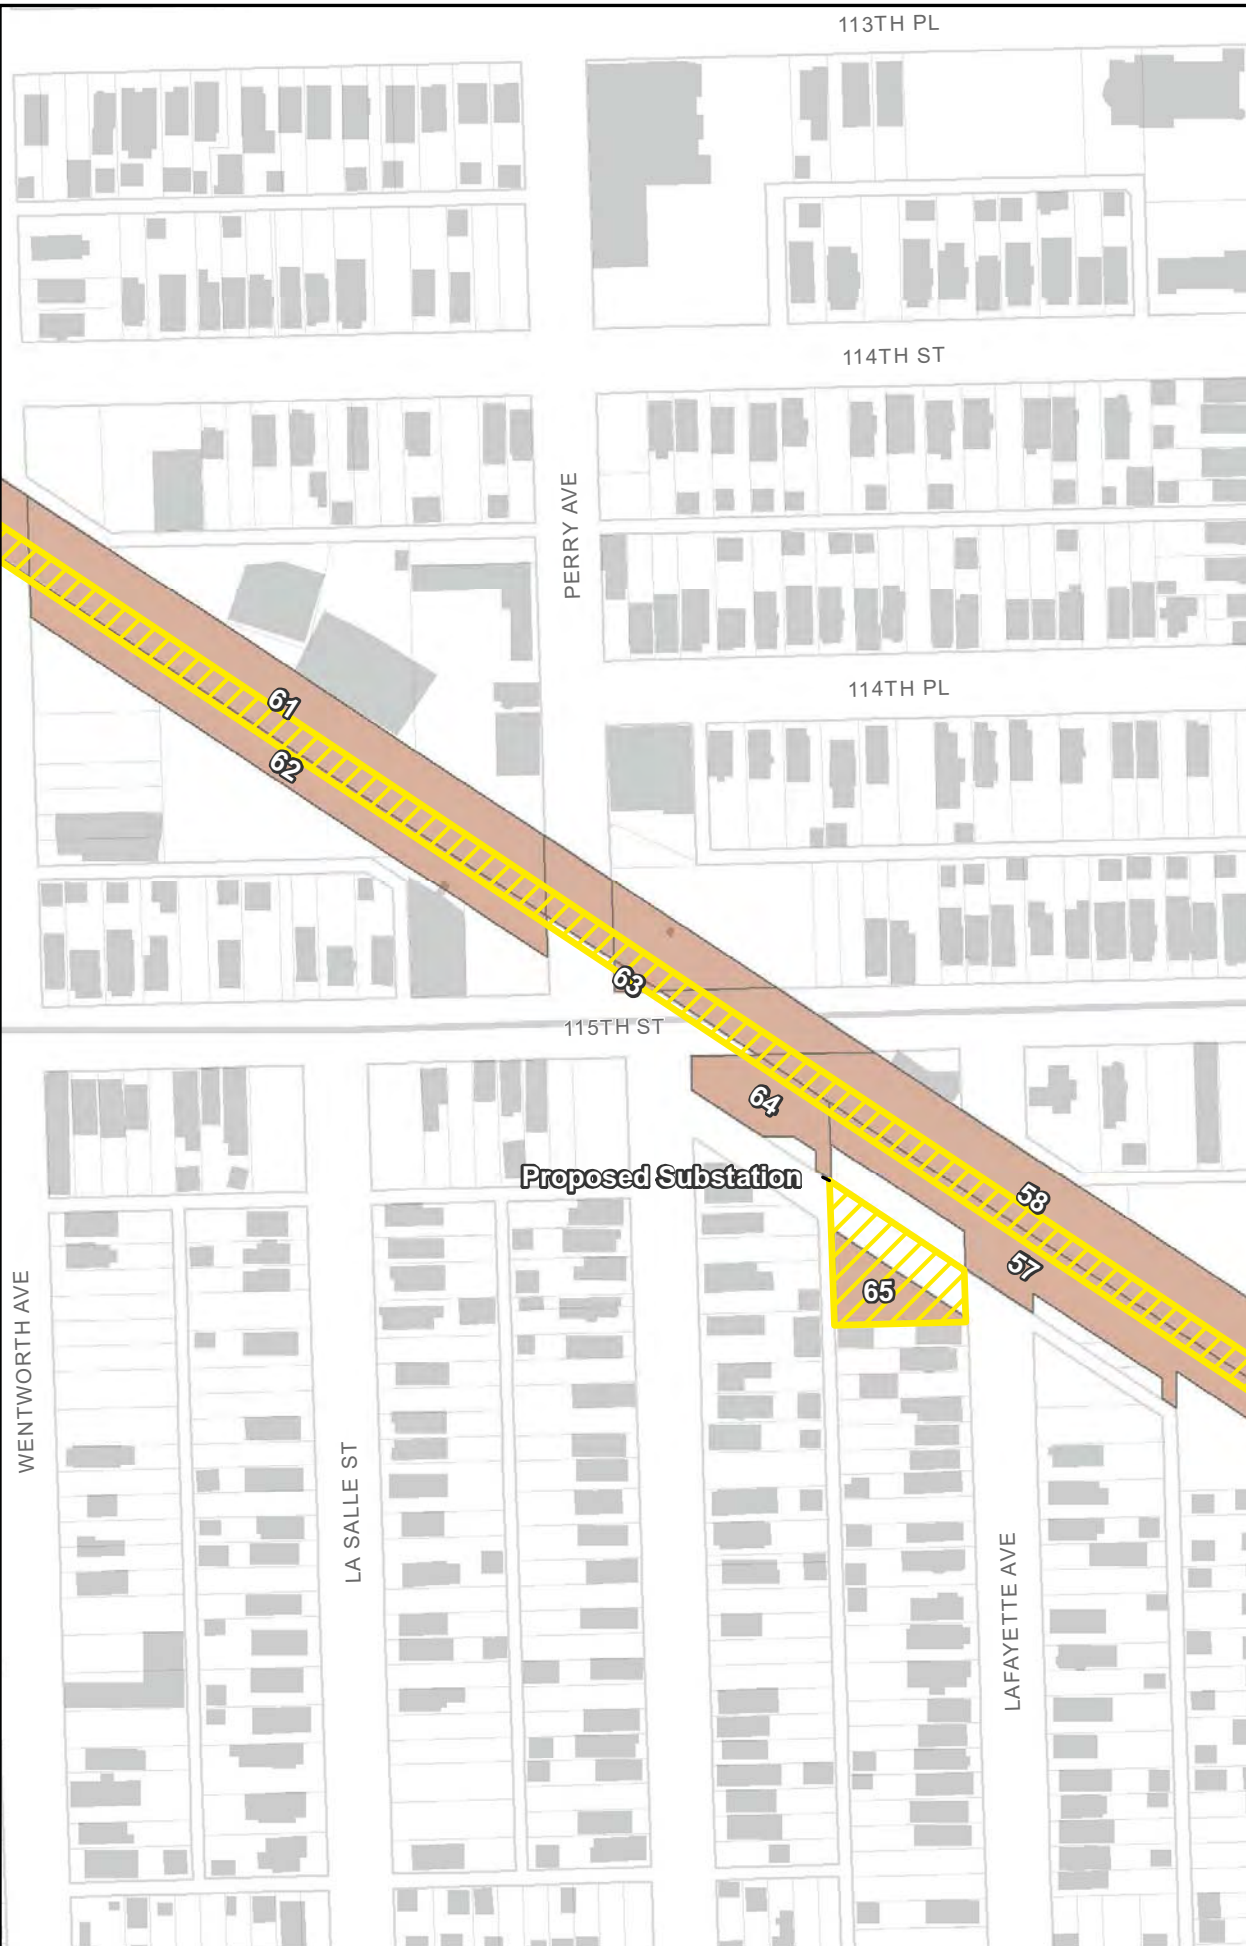 113TH PL
114TH ST
PERRY AVE
114TH PL
61
62
63
115TH ST
64
Proposed Substation
58
57
65
WENTWORTH AVE
LA SALLE ST
LAFAYETTE AVE